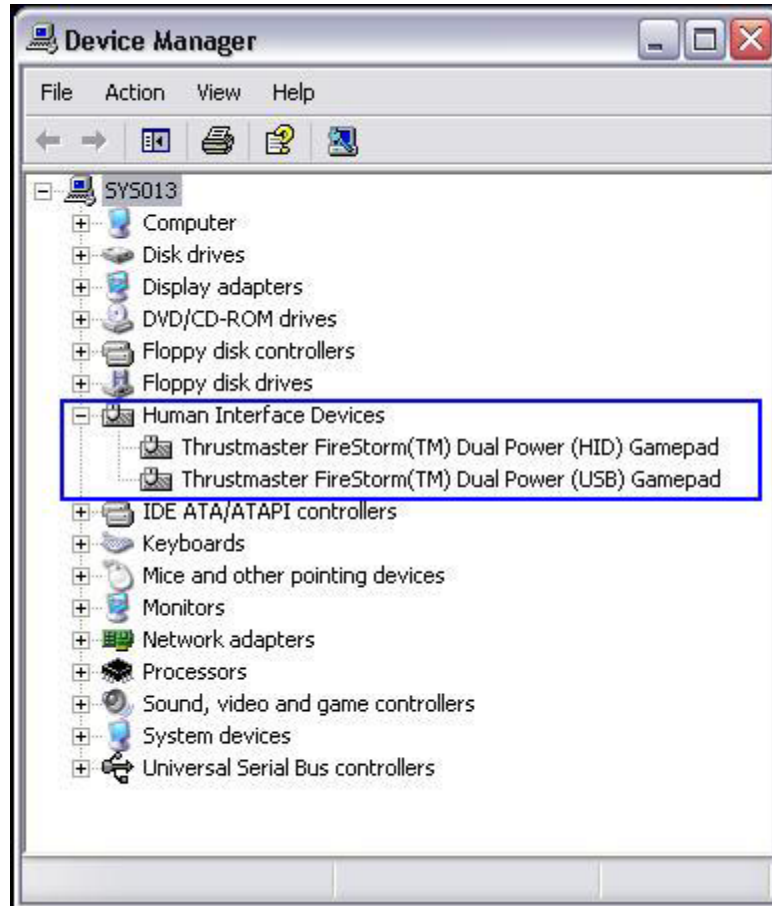 Device Manager
File Action View Help
SYS013
Computer
Disk drives
Display adapters
DVD/CD-ROM drives
Floppy disk controllers
Floppy disk drives
Human Interface Devices
Thrustmaster FireStorm(TM) Dual Power (HID) Gamepad
Thrustmaster FireStorm(TM) Dual Power (USB) Gamepad
IDE ATA/ATAPI controllers
Keyboards
Mice and other pointing devices
Monitors
Network adapters
Processors
Sound, video and game controllers
System devices
Universal Serial Bus controllers